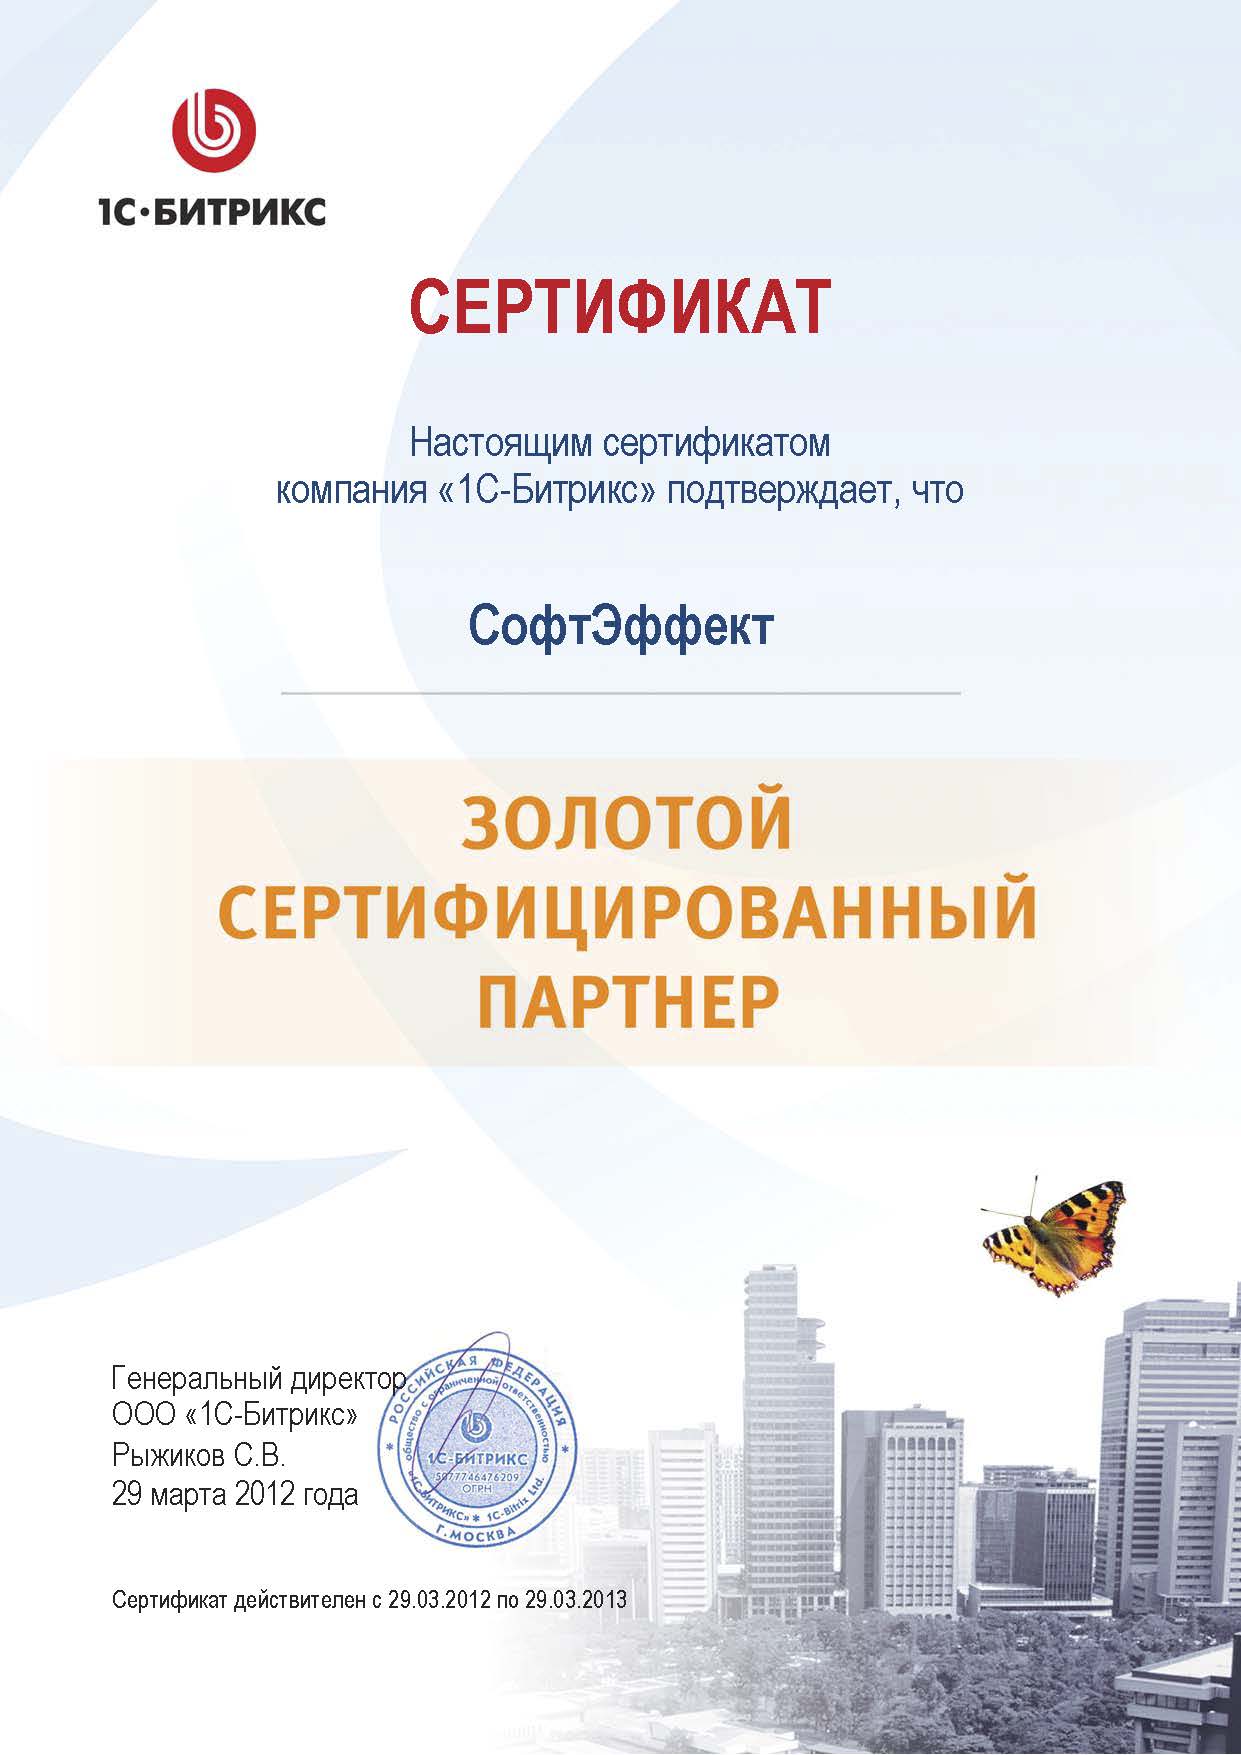 1С•БИТРИКС
СЕРТИФИКАТ
Настоящим сертификатом
компания «1С-Битрикс» подтверждает, что
СофтЭффект
ЗОЛОТОЙ
СЕРТИФИЦИРОВАННЫЙ
ПАРТНЕР
Генеральный директор
ООО «1С-Битрикс»
Рыжиков С.В.
29 марта 2012 года
РОССИЙСКАЯ ФЕДЕРАЦИЯ
общество с ограниченной ответственностью
1С-БИТРИКС
5077746476209
ОГРН
«1С-БИТРИКС» * 1C-Bitrix Ltd.
Г.МОСКВА
Сертификат действителен с 29.03.2012 по 29.03.2013